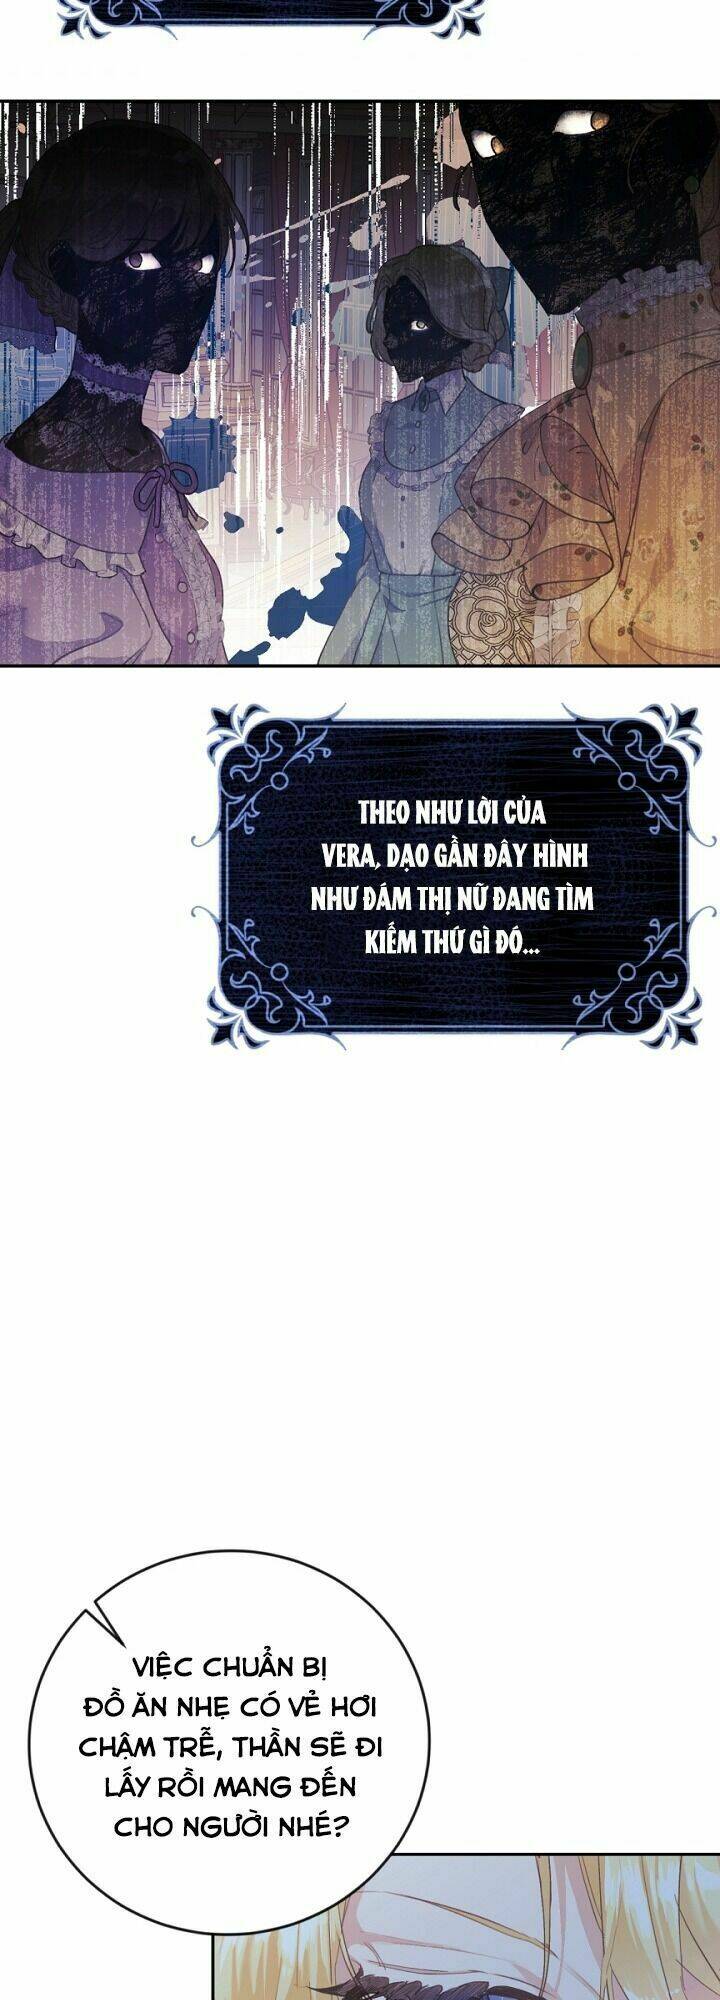 THEO NHƯ LỜI CỦA
VERA, DẠO GẦN ĐÂY HÌNH
NHƯ ĐÁM THỊ NỮ ĐANG TÌM
KIẾM THỨ GÌ ĐÓ...
VIỆC CHUẨN BỊ
ĐỒ ĂN NHẸ CÓ VẺ HƠI
CHẬM TRỄ, THẦN SẼ ĐI
LẤY RỒI MANG ĐẾN
CHO NGƯỜI NHÉ?